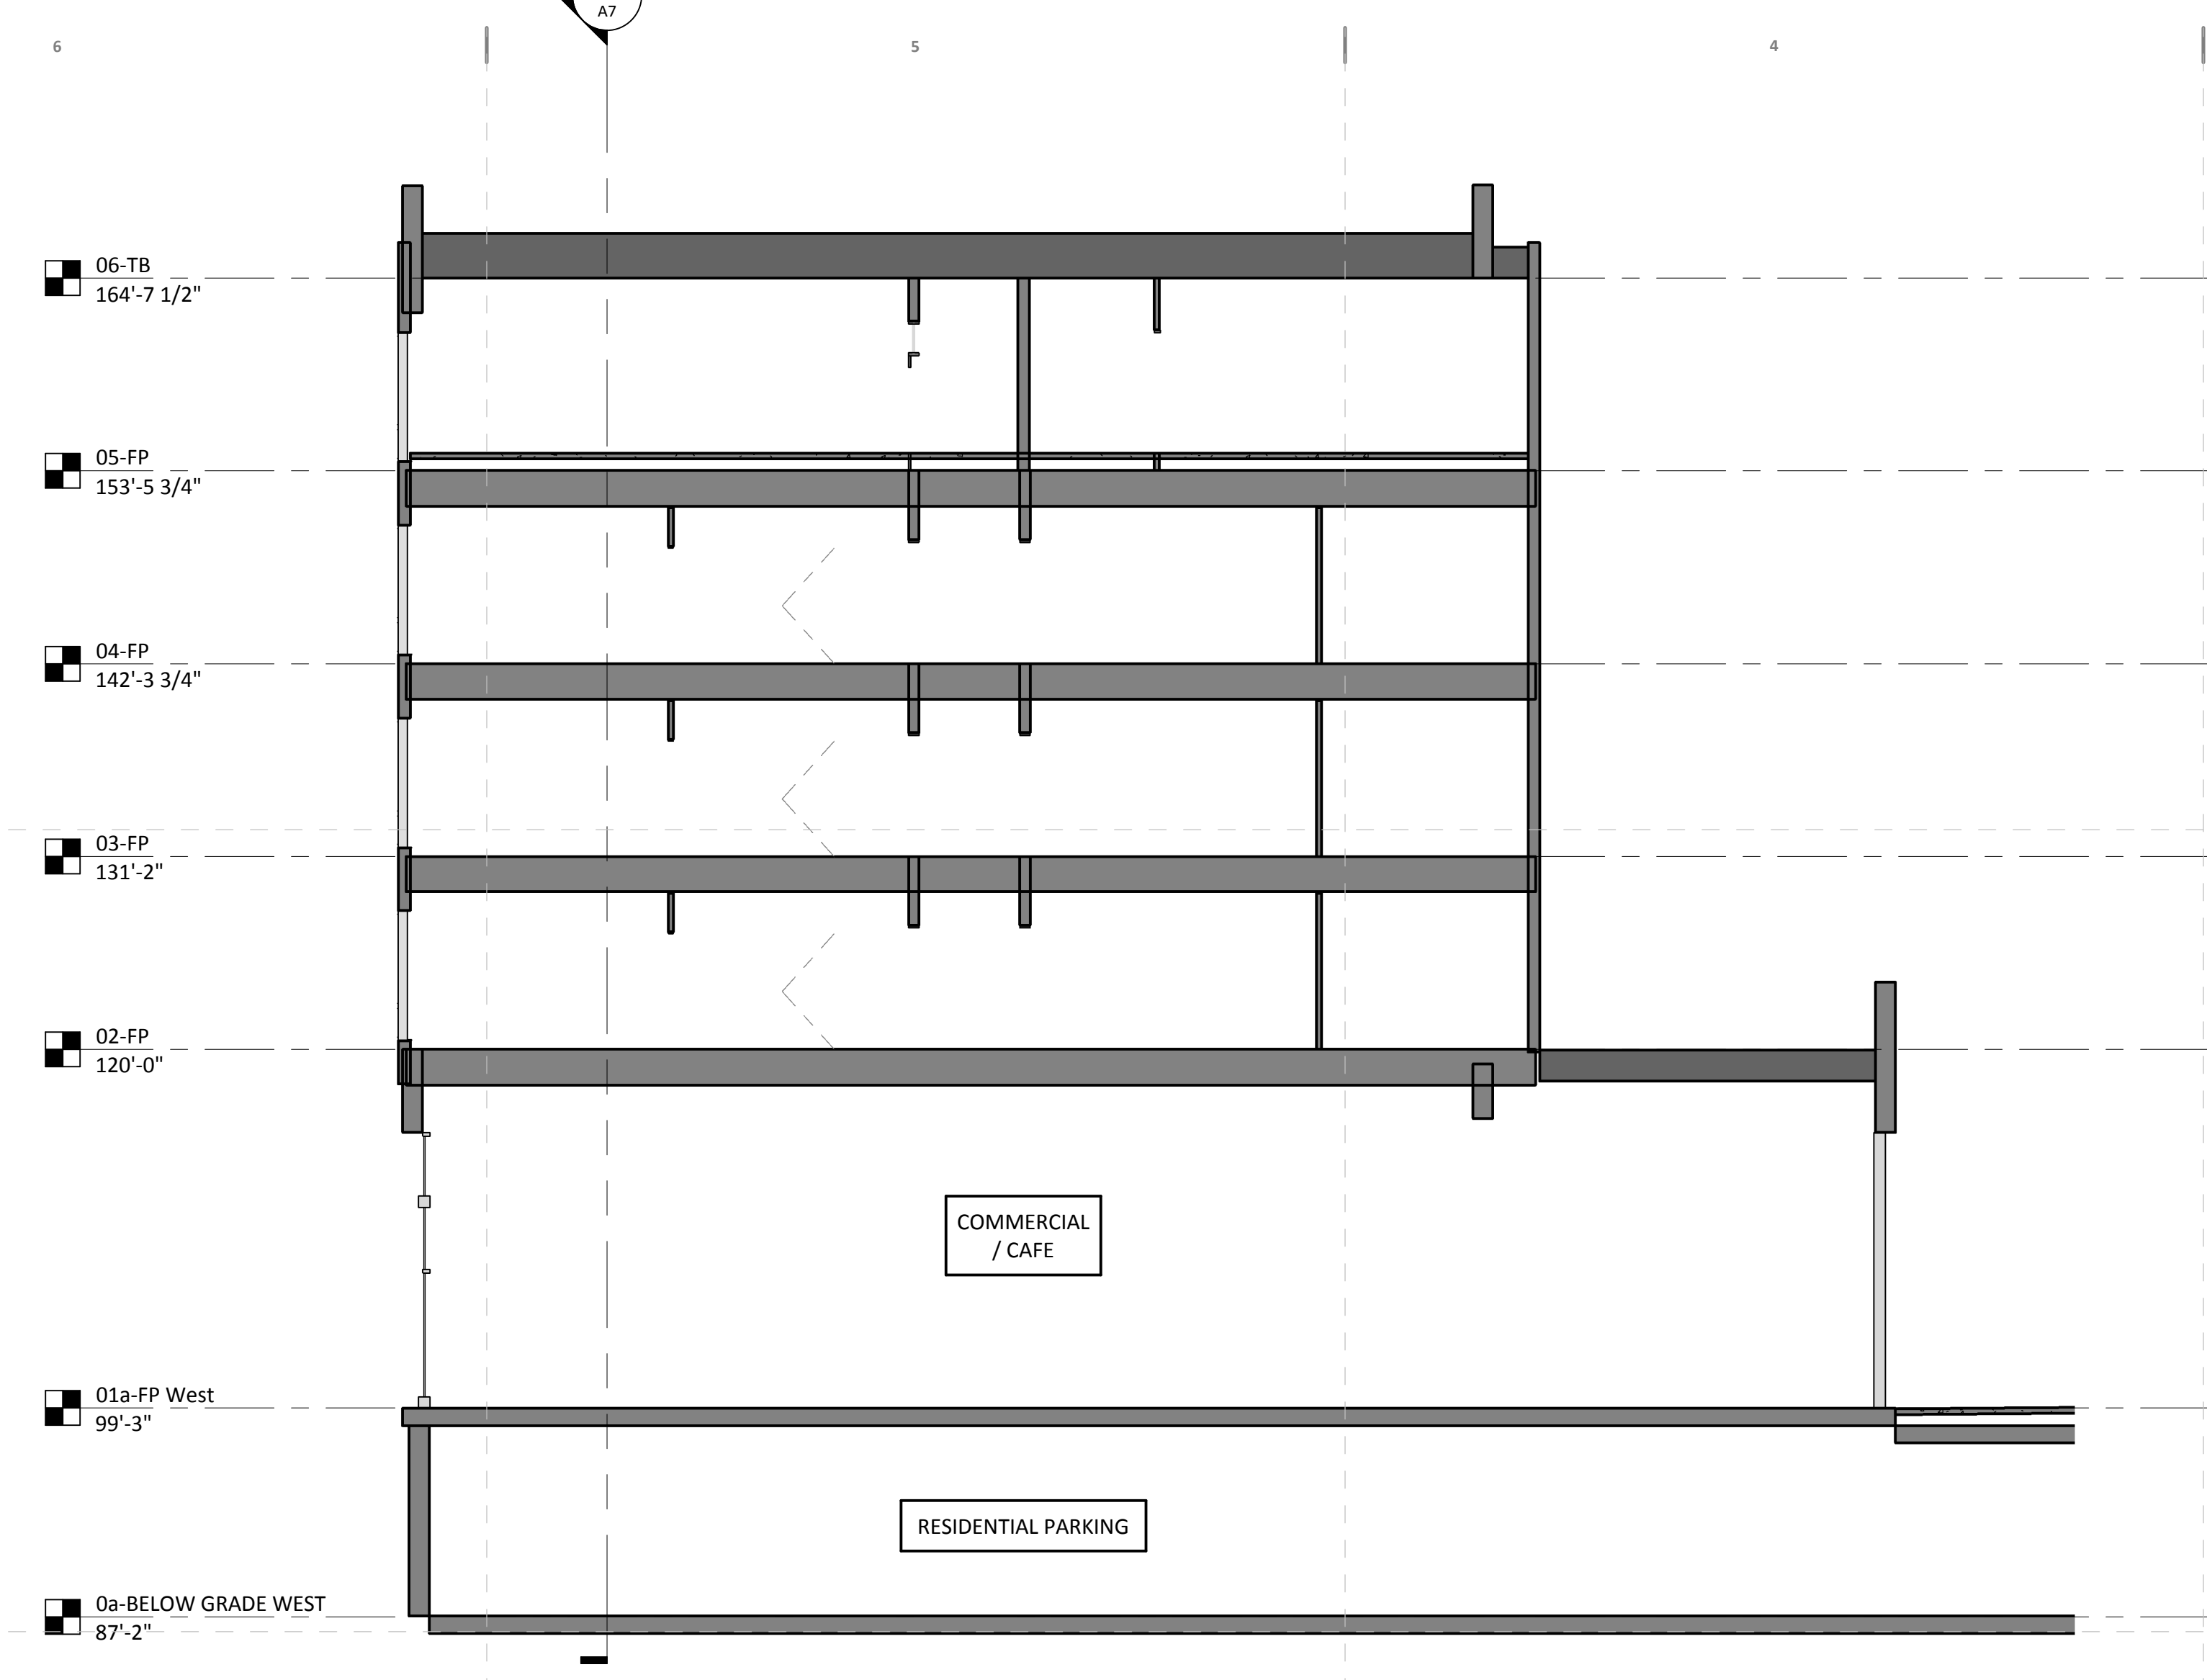 A7
6 5 4
06-TB
164'-7 1/2"
05-FP
153'-5 3/4"
04-FP
142'-3 3/4"
03-FP
131'-2"
02-FP
120'-0"
COMMERCIAL
/ CAFE
01a-FP West
99'-3"
RESIDENTIAL PARKING
0a-BELOW GRADE WEST
87'-2"